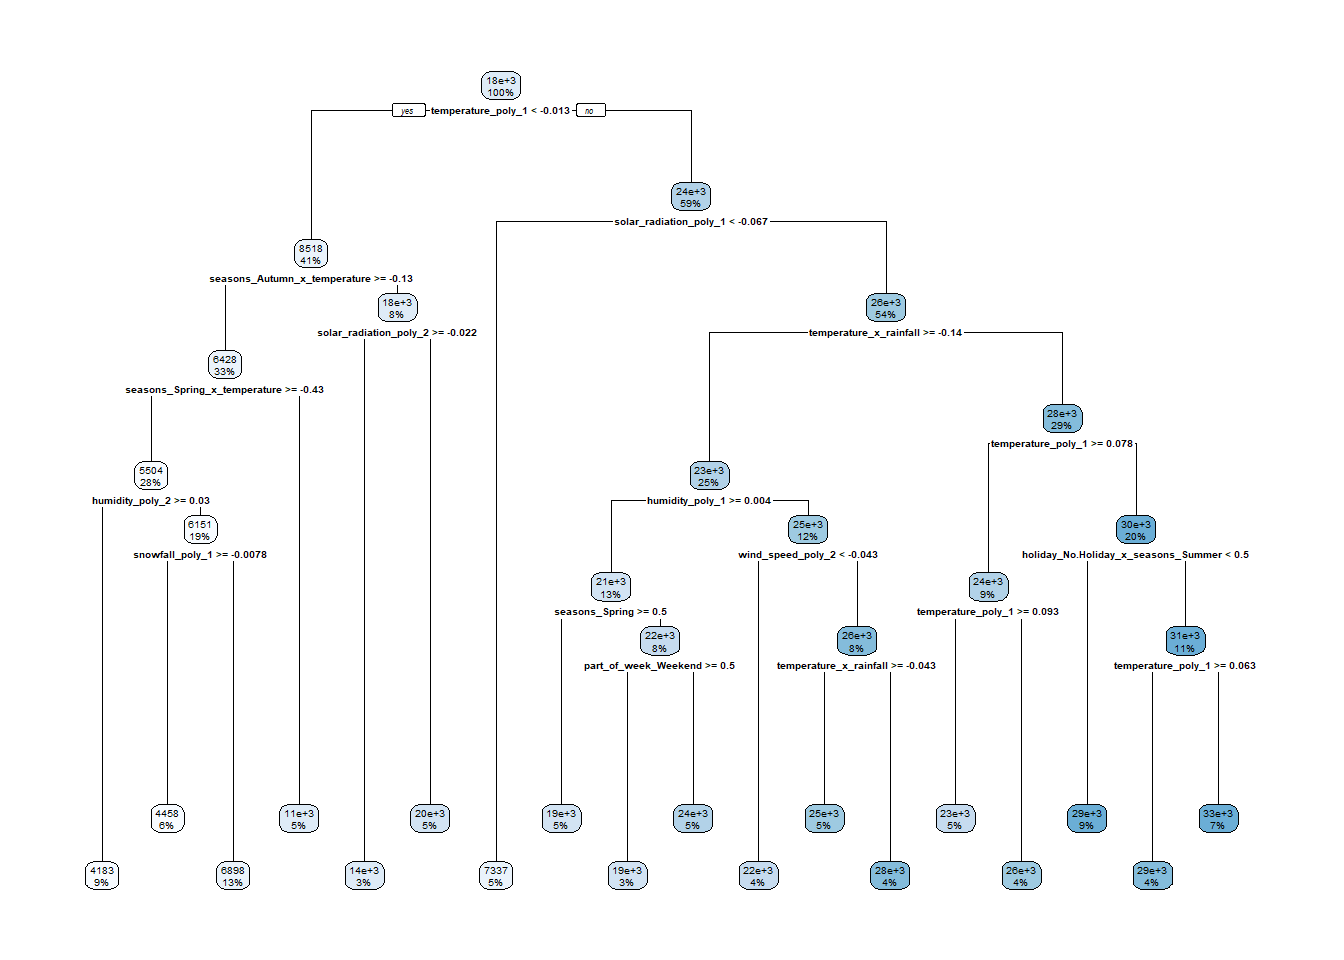 18e+3
100%
yes
temperature_poly_1 < -0.013
no
24e+3
59%
solar_radiation_poly_1 < -0.067
8518
41%
seasons_Autumn_x_temperature >= -0.13
18e+3
8%
solar_radiation_poly_2 >= -0.022
26e+3
54%
temperature_x_rainfall >= -0.14
6428
33%
seasons_Spring_x_temperature >= -0.43
28e+3
29%
temperature_poly_1 >= 0.078
5504
28%
humidity_poly_2 >= 0.03
23e+3
25%
humidity_poly_1 >= 0.004
6151
19%
snowfall_poly_1 >= -0.0078
25e+3
12%
wind_speed_poly_2 < -0.043
30e+3
20%
holiday_No.Holiday_x_seasons_Summer < 0.5
21e+3
13%
seasons_Spring >= 0.5
24e+3
9%
temperature_poly_1 >= 0.093
22e+3
8%
part_of_week_Weekend >= 0.5
26e+3
8%
temperature_x_rainfall >= -0.043
31e+3
11%
temperature_poly_1 >= 0.063
4458
6%
11e+3
5%
20e+3
5%
19e+3
5%
24e+3
5%
25e+3
5%
23e+3
5%
29e+3
9%
33e+3
7%
4183
9%
6898
13%
14e+3
3%
7337
5%
19e+3
3%
22e+3
4%
28e+3
4%
26e+3
4%
29e+3
4%